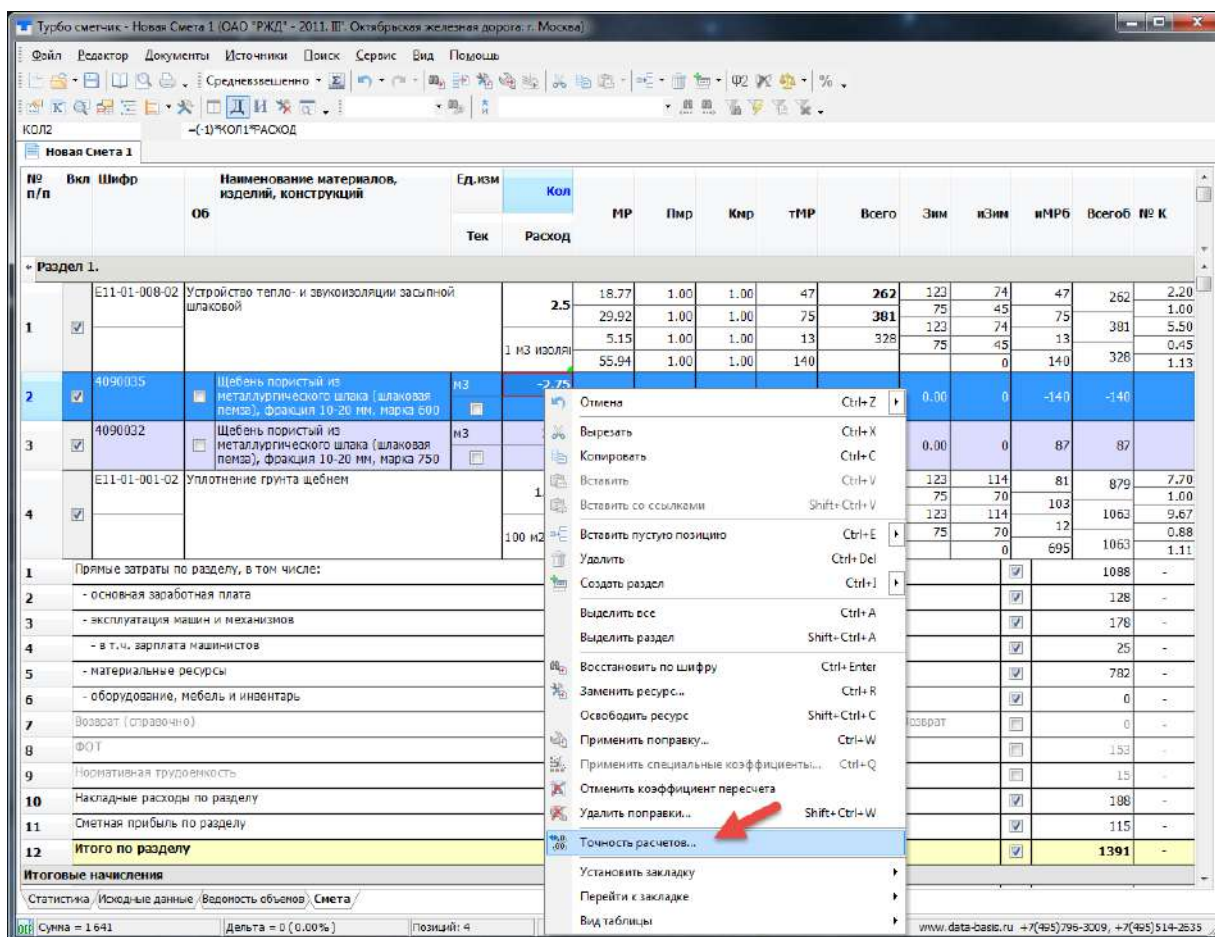 Турбо сметчик - Новая Смета 1 (ОАО "РЖД" - 2011. III'. Октябрьская железная дорога: г. Москва)
Файл Редактор Документы Источники Поиск Сервис Вид Помощь
Средневзвешенно Ф2 %
КОЛ2 =(-1)*КОЛ1*РАСХОД
Новая Смета 1
№ п/п Вкл Шифр Об Наименование материалов, изделий, конструкций Ед.изм Тек Кол Расход МР Пмр Кмр тМР Всего Зим иЗим иМРб Всегоб № К
Раздел 1.
1 Е11-01-008-02 Устройство тепло- и звукоизоляции засыпной шлаковой 2.5 1 м3 изоля
18.77 1.00 1.00 47 262 123 74 47 262 2.20
29.92 1.00 1.00 75 381 75 45 75 381 1.00
5.15 1.00 1.00 13 328 123 74 13 328 5.50
55.94 1.00 1.00 140 75 45 140 0.45
0 1.13
2 4090035 Щебень пористый из металлургического шлака (шлаковая пемза), фракция 10-20 мм, марка 600 м3 -2.75 0.00 0 -140 -140
3 4090032 Щебень пористый из металлургического шлака (шлаковая пемза), фракция 10-20 мм, марка 750 м3 0.00 0 87 87
4 Е11-01-001-02 Уплотнение грунта щебнем 1. 100 м2
123 114 81 879 7.70
75 70 103 1063 1.00
123 114 12 1063 9.67
75 70 695 0.88
0 1.11
1 Прямые затраты по разделу, в том числе: 1088 -
2 - основная заработная плата 128 -
3 - эксплуатация машин и механизмов 178 -
4 - в т.ч. зарплата машинистов 25 -
5 - материальные ресурсы 782 -
6 - оборудование, мебель и инвентарь 0 -
7 Возврат (справочно) возврат 0 -
8 ФОТ 153 -
9 Нормативная трудоемкость 15 -
10 Накладные расходы по разделу 188 -
11 Сметная прибыль по разделу 115 -
12 Итого по разделу 1391 -
Итоговые начисления
Отмена Ctrl+Z
Вырезать Ctrl+X
Копировать Ctrl+C
Вставить Ctrl+V
Вставить со ссылками Shift+Ctrl+V
Вставить пустую позицию Ctrl+E
Удалить Ctrl+Del
Создать раздел Ctrl+J
Выделить все Ctrl+A
Выделить раздел Shift+Ctrl+A
Восстановить по шифру Ctrl+Enter
Заменить ресурс... Ctrl+R
Освободить ресурс Shift+Ctrl+C
Применить поправку... Ctrl+W
Применить специальные коэффициенты... Ctrl+Q
Отменить коэффициент пересчета
Удалить поправки... Shift+Ctrl+W
Точность расчетов...
Установить закладку
Перейти к закладке
Вид таблицы
Статистика Исходные данные Ведомость объемов Смета
Сумма = 1641 Дельта = 0 (0.00%) Позиций: 4 www.data-basis.ru +7(495)796-3009, +7(495)514-2635